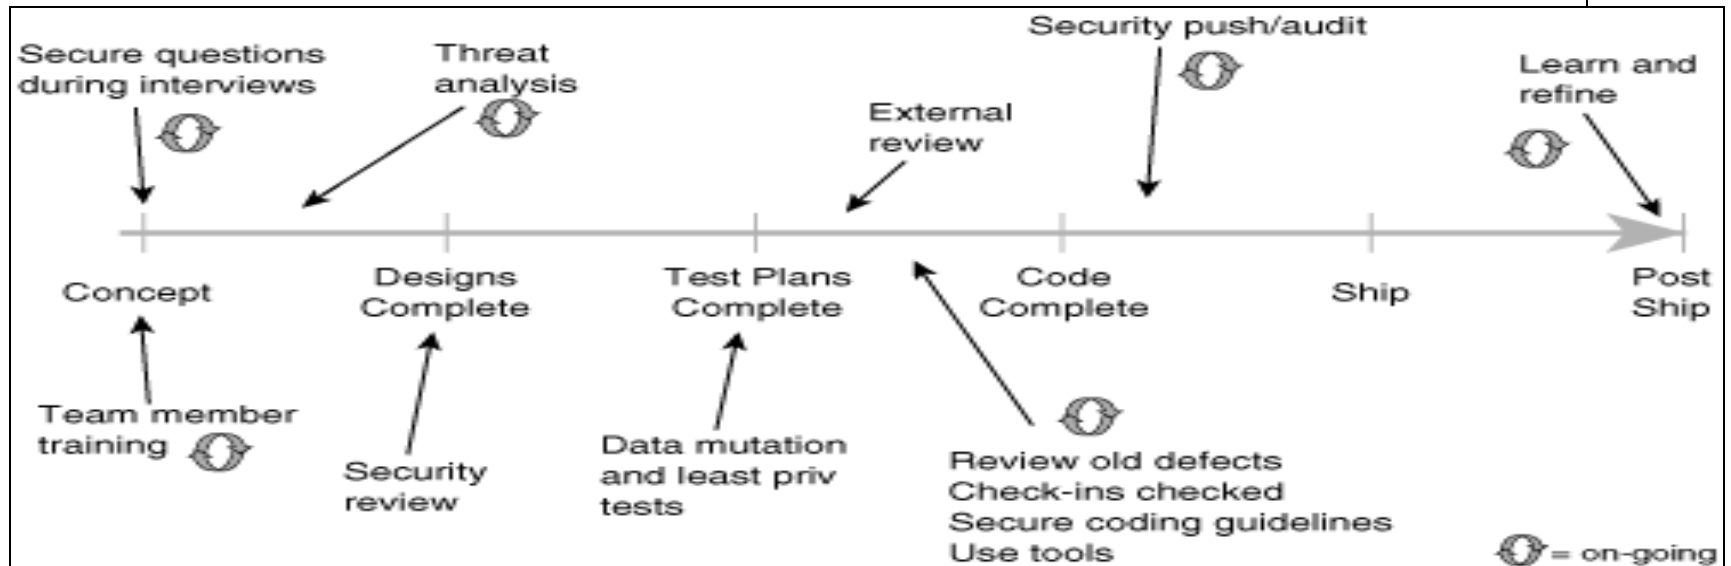 Security push/audit
Secure questions
during interviews
Threat
analysis
Learn and
refine
External
review
Concept
Designs
Complete
Test Plans
Complete
Code
Complete
Ship
Post
Ship
Team member
training
Security
review
Data mutation
and least priv
tests
Review old defects
Check-ins checked
Secure coding guidelines
Use tools
= on-going